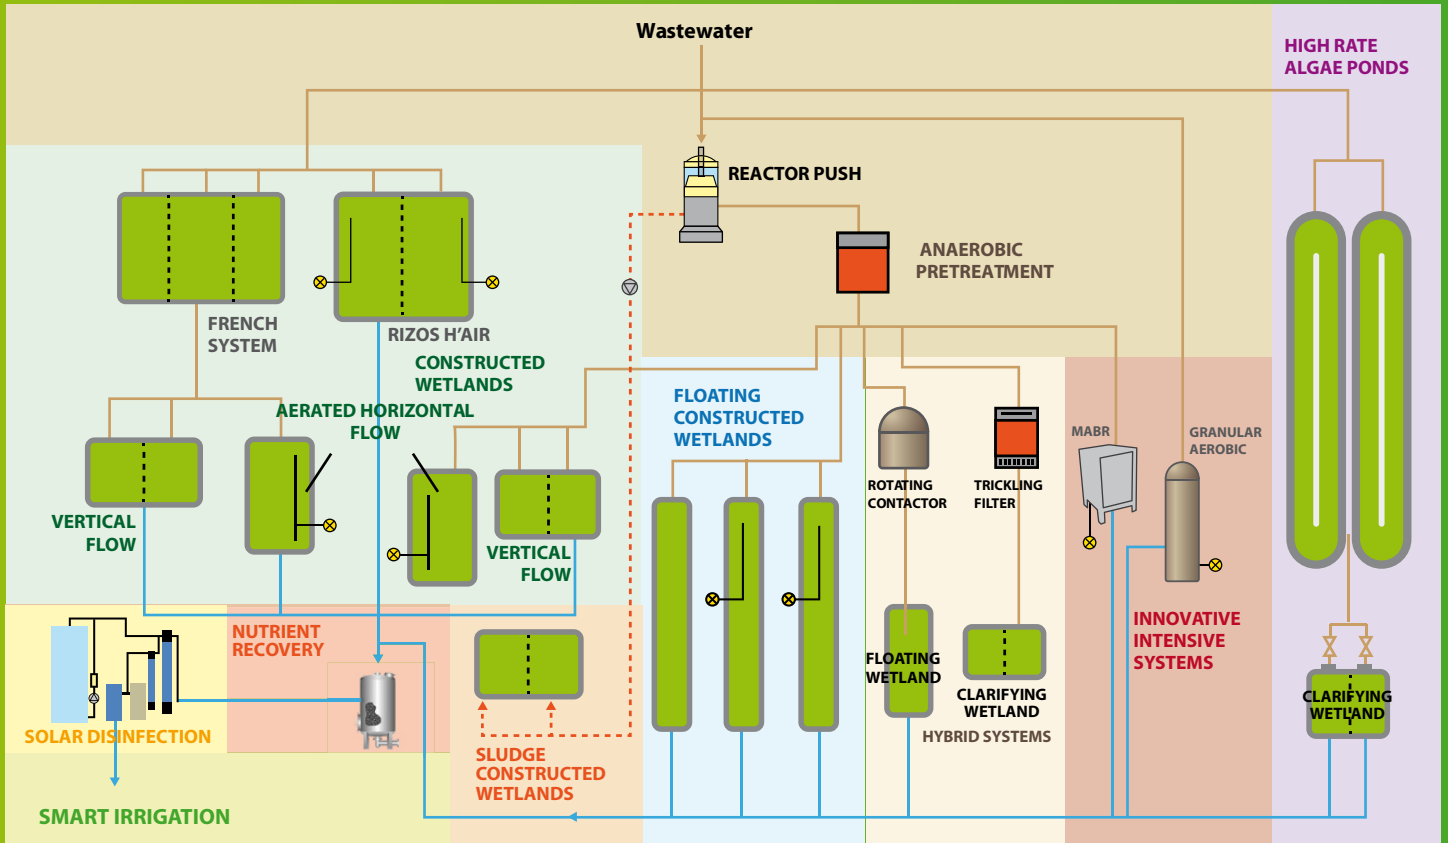 Wastewater
HIGH RATE
ALGAE PONDS
REACTOR PUSH
ANAEROBIC
PRETREATMENT
FRENCH
SYSTEM
RIZOS H'AIR
CONSTRUCTED
WETLANDS
AERATED HORIZONTAL
FLOW
VERTICAL
FLOW
VERTICAL
FLOW
FLOATING
CONSTRUCTED
WETLANDS
ROTATING
CONTACTOR
TRICKLING
FILTER
MABR
GRANULAR
AEROBIC
INNOVATIVE
INTENSIVE
SYSTEMS
NUTRIENT
RECOVERY
FLOATING
WETLAND
CLARIFYING
WETLAND
HYBRID SYSTEMS
CLARIFYING
WETLAND
SOLAR DISINFECTION
SLUDGE
CONSTRUCTED
WETLANDS
SMART IRRIGATION